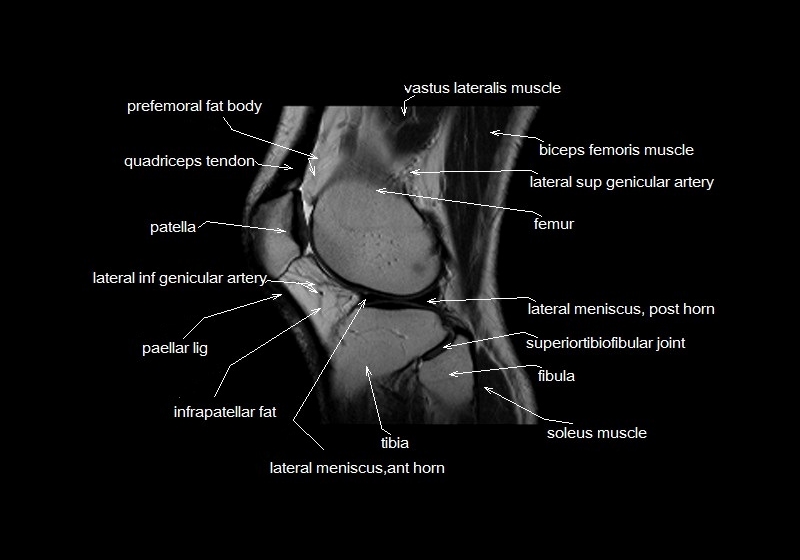 vastus lateralis muscle
prefemoral fat body
biceps femoris muscle
quadriceps tendon
lateral sup genicular artery
femur
patella
lateral inf genicular artery
lateral meniscus, post horn
paellar lig
superiortibiofibular joint
fibula
infrapatellar fat
soleus muscle
tibia
lateral meniscus,ant horn